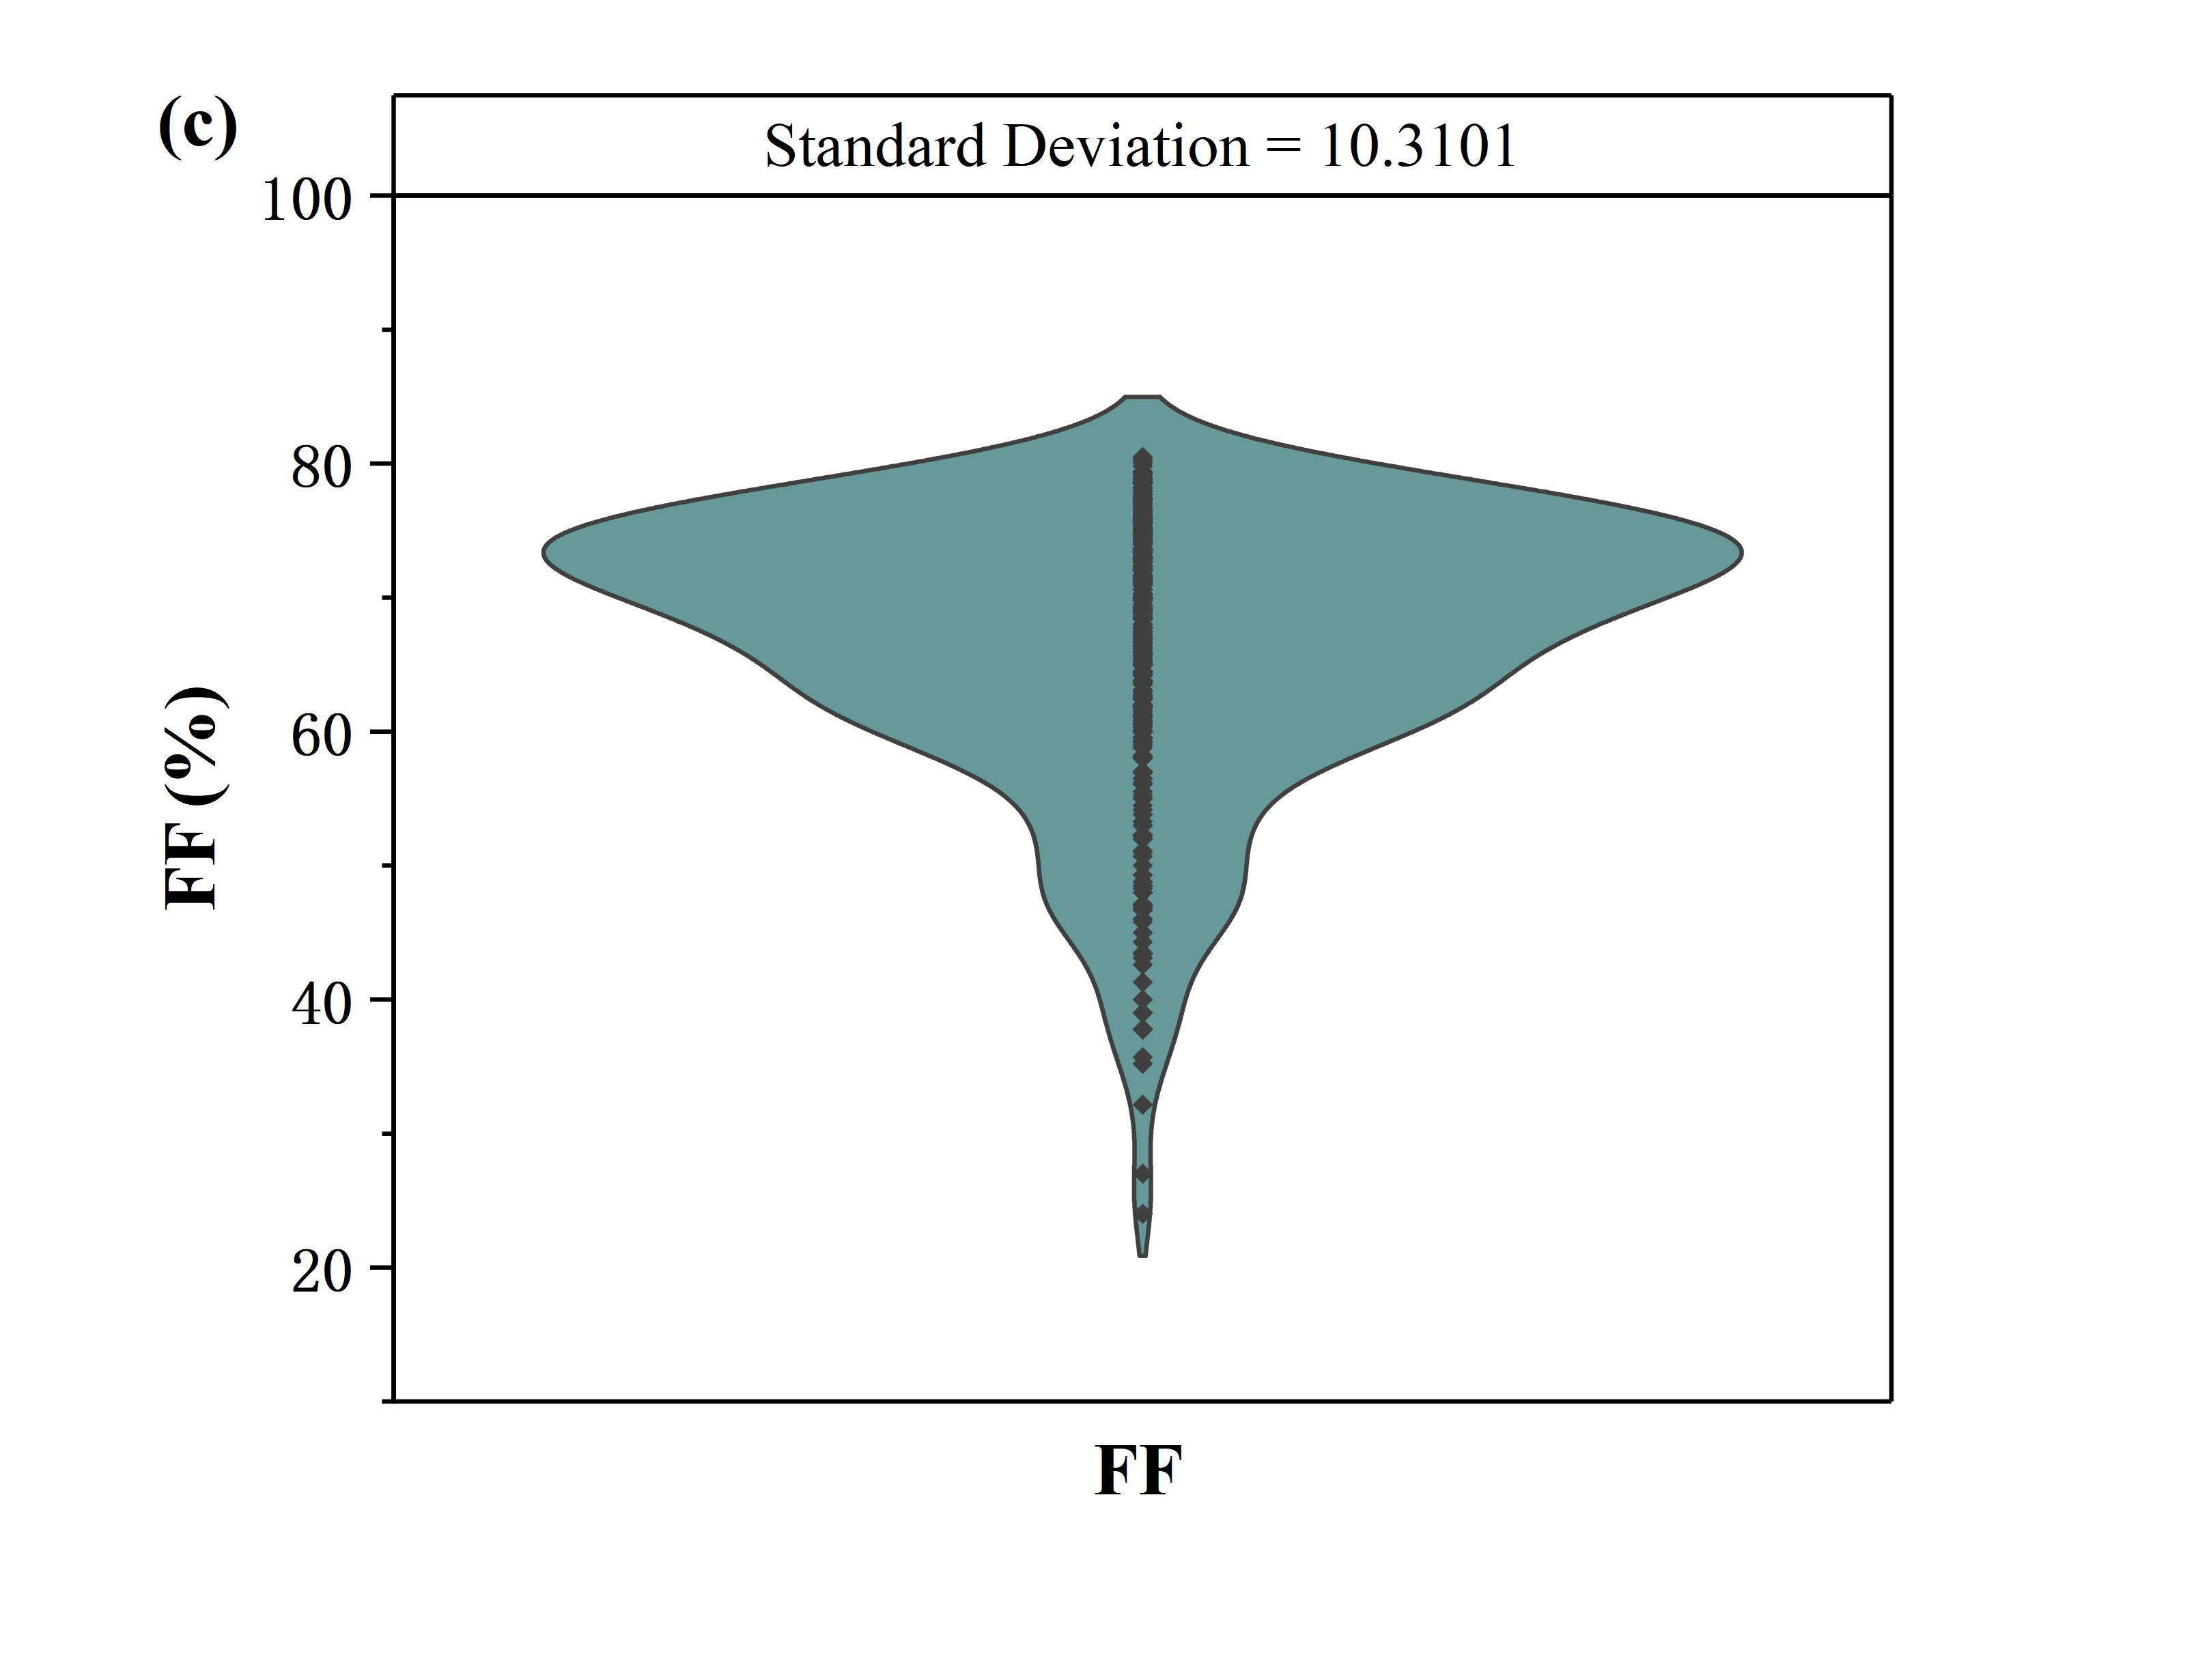 (c)
Standard Deviation = 10.3101
100
80
60
40
20
FF (%)
FF